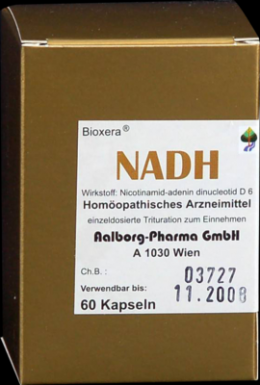 Bioxera®
NADH
Wirkstoff: Nicotinamid-adenin dinucleotid D 6
Homöopathisches Arzneimittel
einzeldosierte Trituration zum Einnehmen
Aalborg-Pharma GmbH
A 1030 Wien
Ch.B.: 03727
Verwendbar bis: 11.2008
60 Kapseln